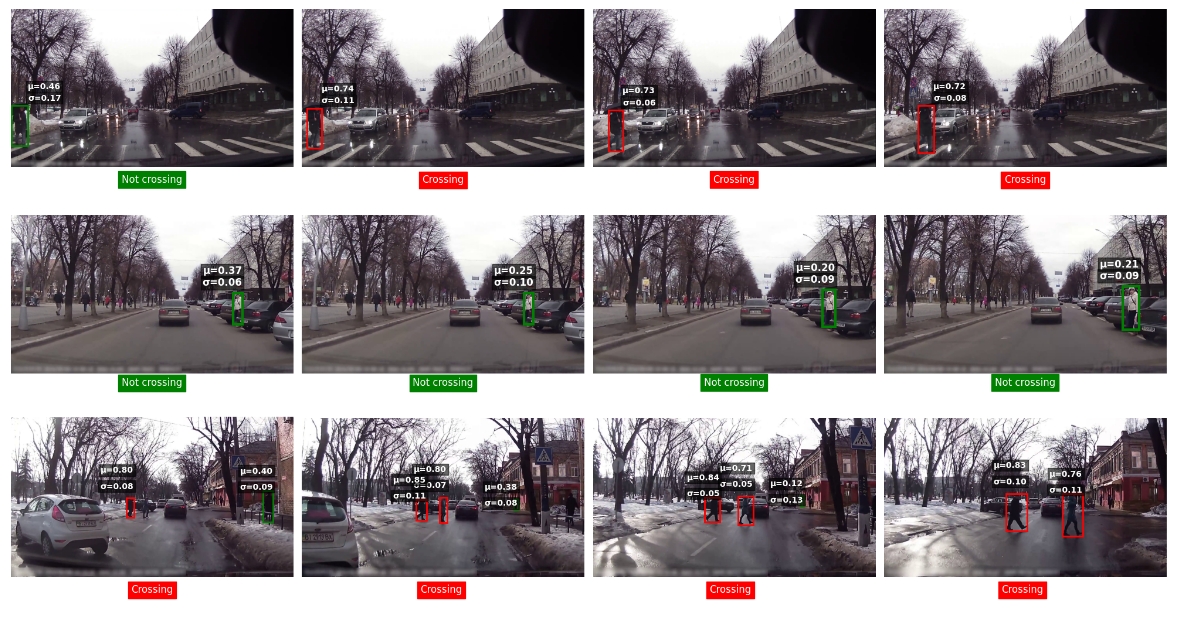 μ=0.46
σ=0.17
μ=0.74
σ=0.11
μ=0.73
σ=0.06
μ=0.72
σ=0.08
Not crossing
Crossing
Crossing
Crossing
μ=0.37
σ=0.06
μ=0.25
σ=0.10
μ=0.20
σ=0.09
μ=0.21
σ=0.09
Not crossing
Not crossing
Not crossing
Not crossing
μ=0.80
σ=0.08
μ=0.40
σ=0.09
μ=0.80
μ=0.85
=0.07
σ=0.11
μ=0.38
σ=0.08
μ=0.71
μ=0.84
=0.05
σ=0.05
μ=0.12
σ=0.13
μ=0.83
σ=0.10
μ=0.76
σ=0.11
Crossing
Crossing
Crossing
Crossing